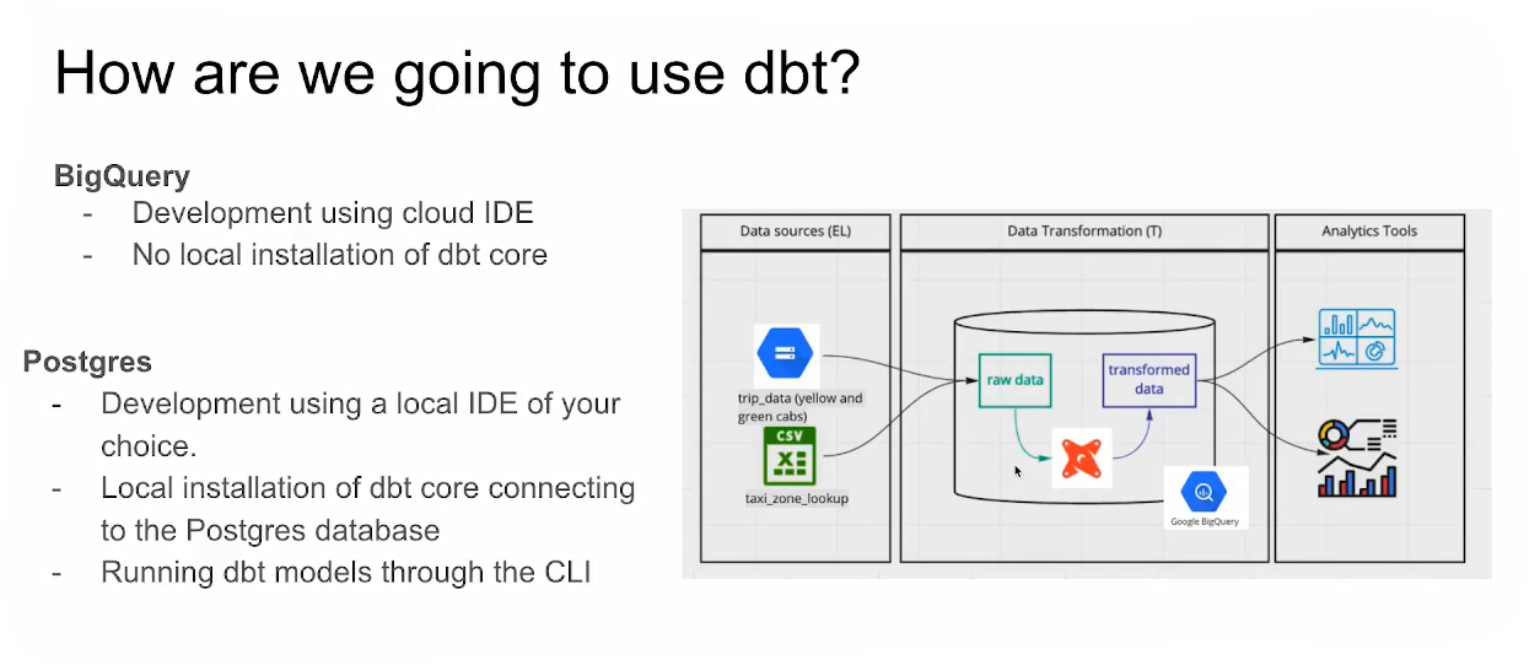 How are we going to use dbt?
BigQuery
- Development using cloud IDE
- No local installation of dbt core
Postgres
- Development using a local IDE of your
choice.
- Local installation of dbt core connecting
to the Postgres database
- Running dbt models through the CLI
Data sources (EL)
trip_data (yellow and
green cabs)
CSV
taxi_zone_lookup
Data Transformation (T)
raw data
transformed
data
Google BigQuery
Analytics Tools